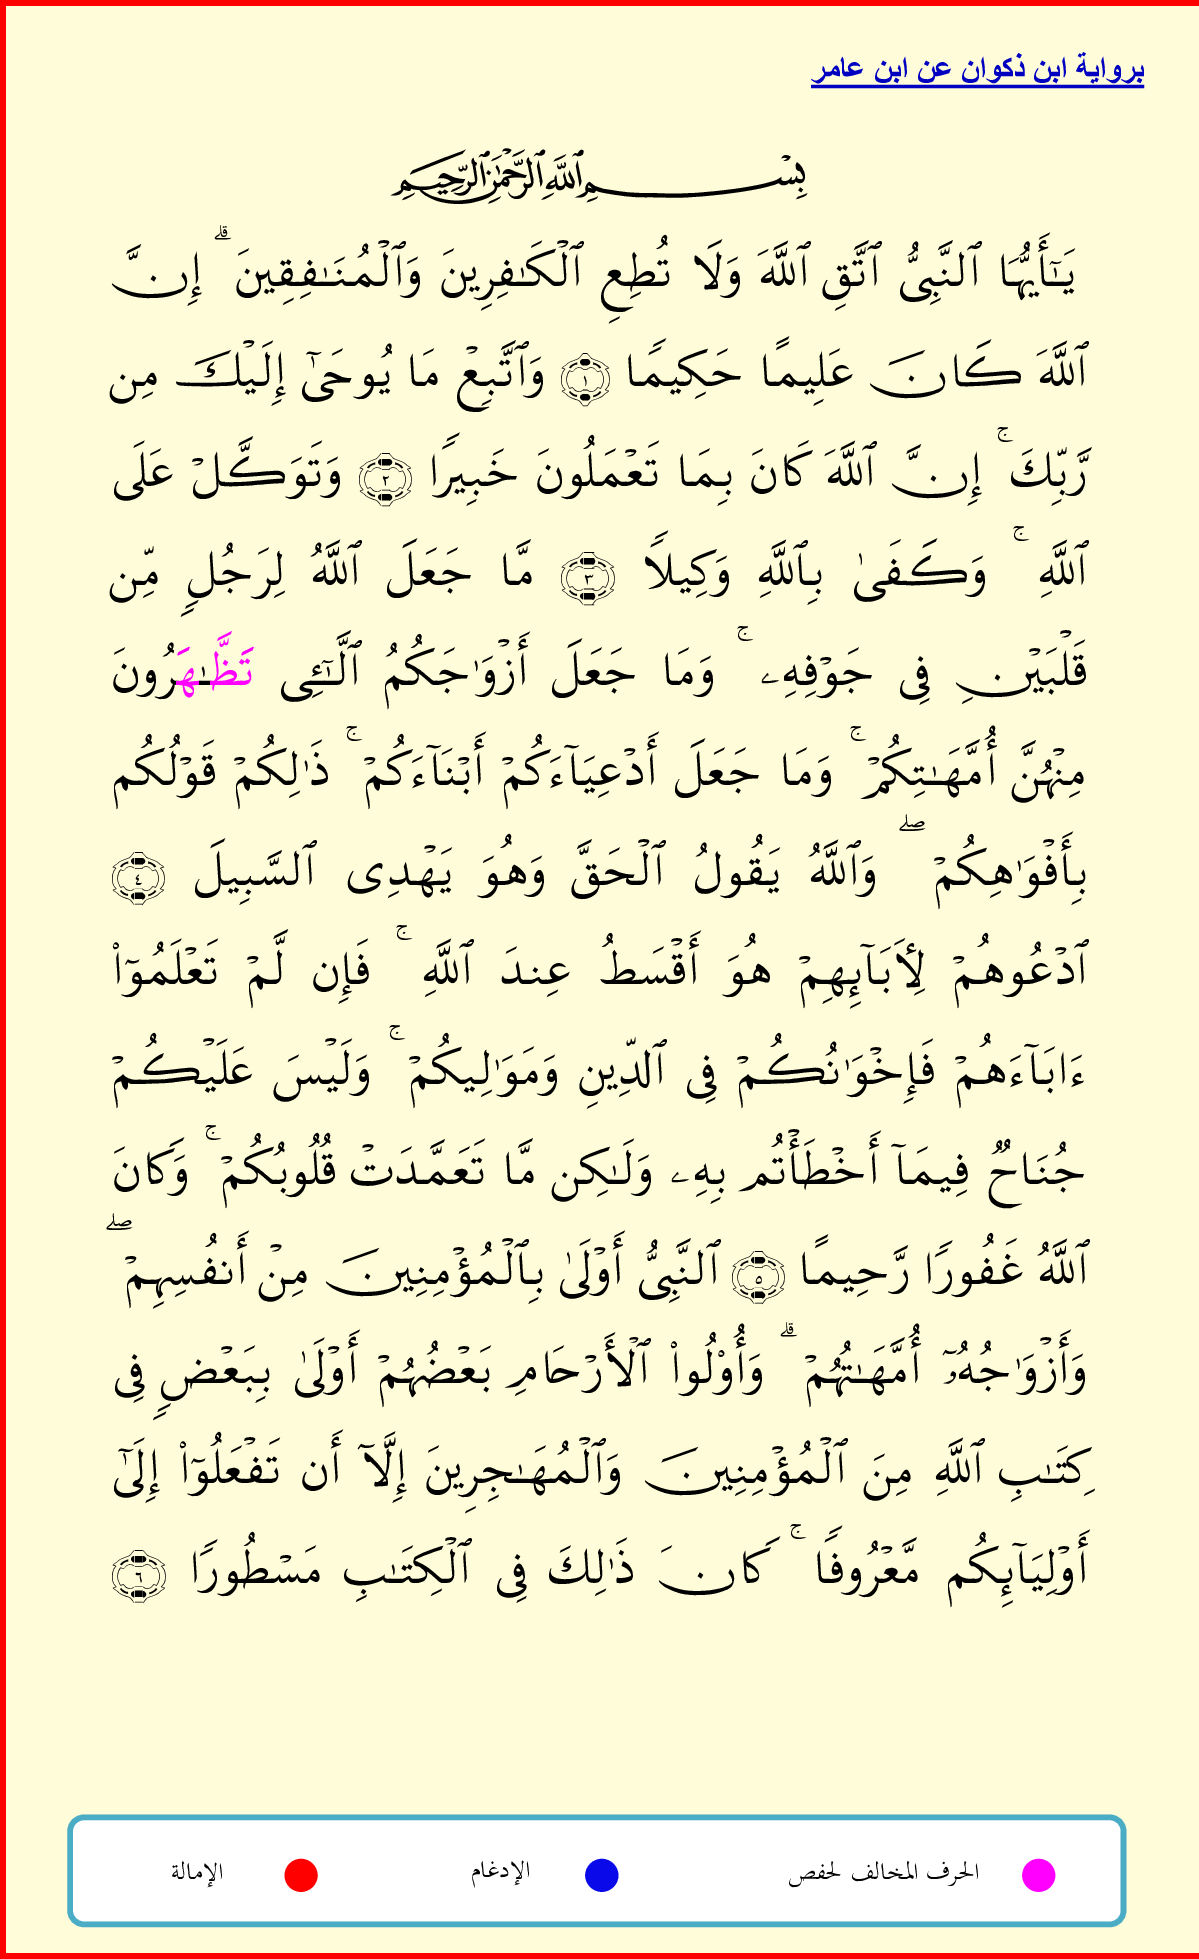 برواية ابن ذكوان عن ابن عامر
بِسْمِ ٱللَّهِ ٱلرَّحْمَٰنِ ٱلرَّحِيمِ
يَـٰٓأَيُّهَا ٱلنَّبِىُّ ٱتَّقِ ٱللَّهَ وَلَا تُطِعِ ٱلْكَـٰفِرِينَ وَٱلْمُنَـٰفِقِينَ ۗ إِنَّ
ٱللَّهَ كَانَ عَلِيمًا حَكِيمًا ١ وَٱتَّبِعْ مَا يُوحَىٰٓ إِلَيْكَ مِن
رَّبِّكَ ۚ إِنَّ ٱللَّهَ كَانَ بِمَا تَعْمَلُونَ خَبِيرًا ٢ وَتَوَكَّلْ عَلَى
ٱللَّهِ ۚ وَكَفَىٰ بِٱللَّهِ وَكِيلًا ٣ مَّا جَعَلَ ٱللَّهُ لِرَجُلٍ مِّن
قَلْبَيْنِ فِى جَوْفِهِۦ ۚ وَمَا جَعَلَ أَزْوَٰجَكُمُ ٱلَّـٰٓـِٔى تَظَّـٰهَرُونَ
مِنْهُنَّ أُمَّهَـٰتِكُمْ ۚ وَمَا جَعَلَ أَدْعِيَآءَكُمْ أَبْنَآءَكُمْ ۚ ذَٰلِكُمْ قَوْلُكُم
بِأَفْوَٰهِكُمْ ۖ وَٱللَّهُ يَقُولُ ٱلْحَقَّ وَهُوَ يَهْدِى ٱلسَّبِيلَ ٤
ٱدْعُوهُمْ لِـَٔابَآئِهِمْ هُوَ أَقْسَطُ عِندَ ٱللَّهِ ۚ فَإِن لَّمْ تَعْلَمُوٓا۟
ءَابَآءَهُمْ فَإِخْوَٰنُكُمْ فِى ٱلدِّينِ وَمَوَٰلِيكُمْ ۚ وَلَيْسَ عَلَيْكُمْ
جُنَاحٌ فِيمَآ أَخْطَأْتُم بِهِۦ وَلَـٰكِن مَّا تَعَمَّدَتْ قُلُوبُكُمْ ۚ وَكَانَ
ٱللَّهُ غَفُورًا رَّحِيمًا ٥ ٱلنَّبِىُّ أَوْلَىٰ بِٱلْمُؤْمِنِينَ مِنْ أَنفُسِهِمْ ۖ
وَأَزْوَٰجُهُۥٓ أُمَّهَـٰتُهُمْ ۗ وَأُو۟لُوا۟ ٱلْأَرْحَامِ بَعْضُهُمْ أَوْلَىٰ بِبَعْضٍ فِى
كِتَـٰبِ ٱللَّهِ مِنَ ٱلْمُؤْمِنِينَ وَٱلْمُهَـٰجِرِينَ إِلَّآ أَن تَفْعَلُوٓا۟ إِلَىٰٓ
أَوْلِيَآئِكُم مَّعْرُوفًا ۚ كَانَ ذَٰلِكَ فِى ٱلْكِتَـٰبِ مَسْطُورًا ٦
الحرف المخالف لحفص الإدغام الإمالة